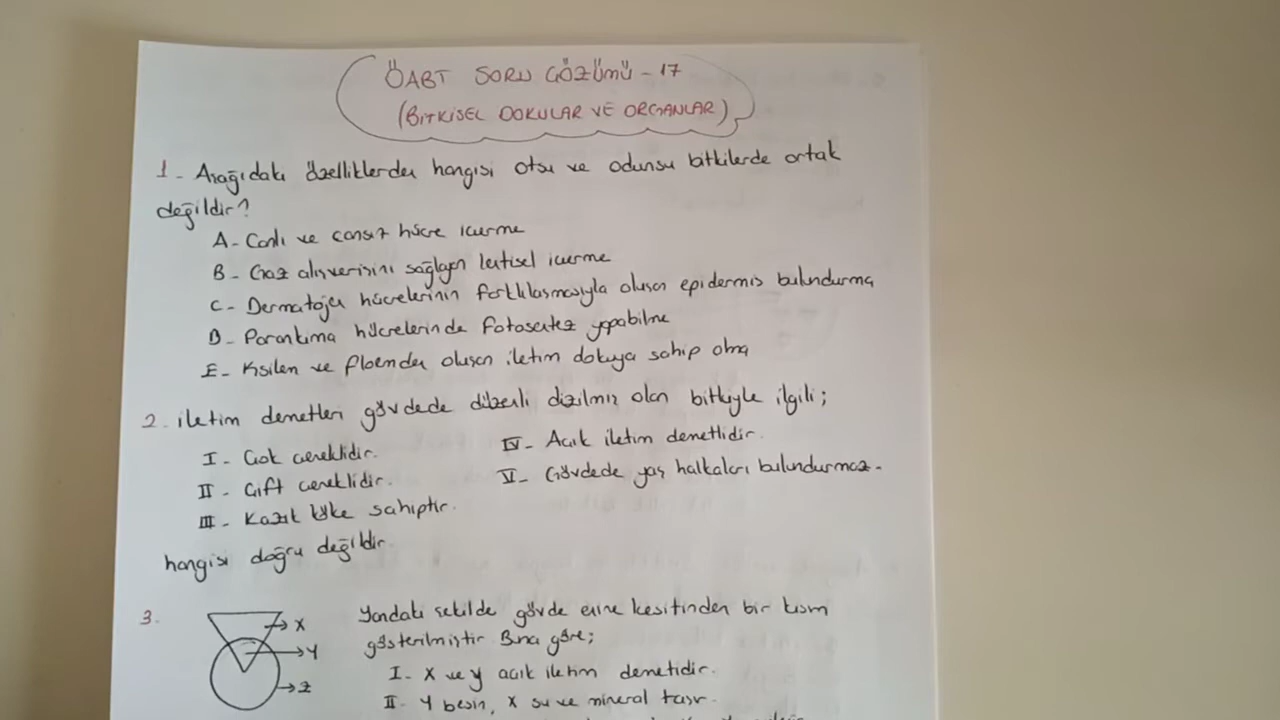 ÖABT SORU ÇÖZÜMÜ - 17
(BİTKİSEL DOKULAR VE ORGANLAR)
1 - Aşağıdaki özelliklerden hangisi otsu ve odunsu bitkilerde ortak
değildir?
A - Canlı ve cansız hücre içerme
B - Gaz alışverişini sağlayan lentisel içerme
C - Dermatojen hücrelerinin farklılaşmasıyla oluşan epidermis bulundurma
D - Parankima hücrelerinde fotosentez yapabilme
E - Ksilem ve floemden oluşan iletim dokuya sahip olma
2 - İletim demetleri gövdede düzenli dizilmiş olan bitkiyle ilgili;
I - Çok çeneklidir.
II - Çift çeneklidir.
III - Kazık köke sahiptir.
IV - Açık iletim demetlidir.
V - Gövdede yaş halkaları bulundurmaz.
hangisi doğru değildir.
3.
X
Y
Z
Yandaki şekilde gövde enine kesitinden bir kısım
gösterilmiştir. Buna göre;
I - X ve Y açık iletim demetidir.
II - Y besin, X su ve mineral taşır.